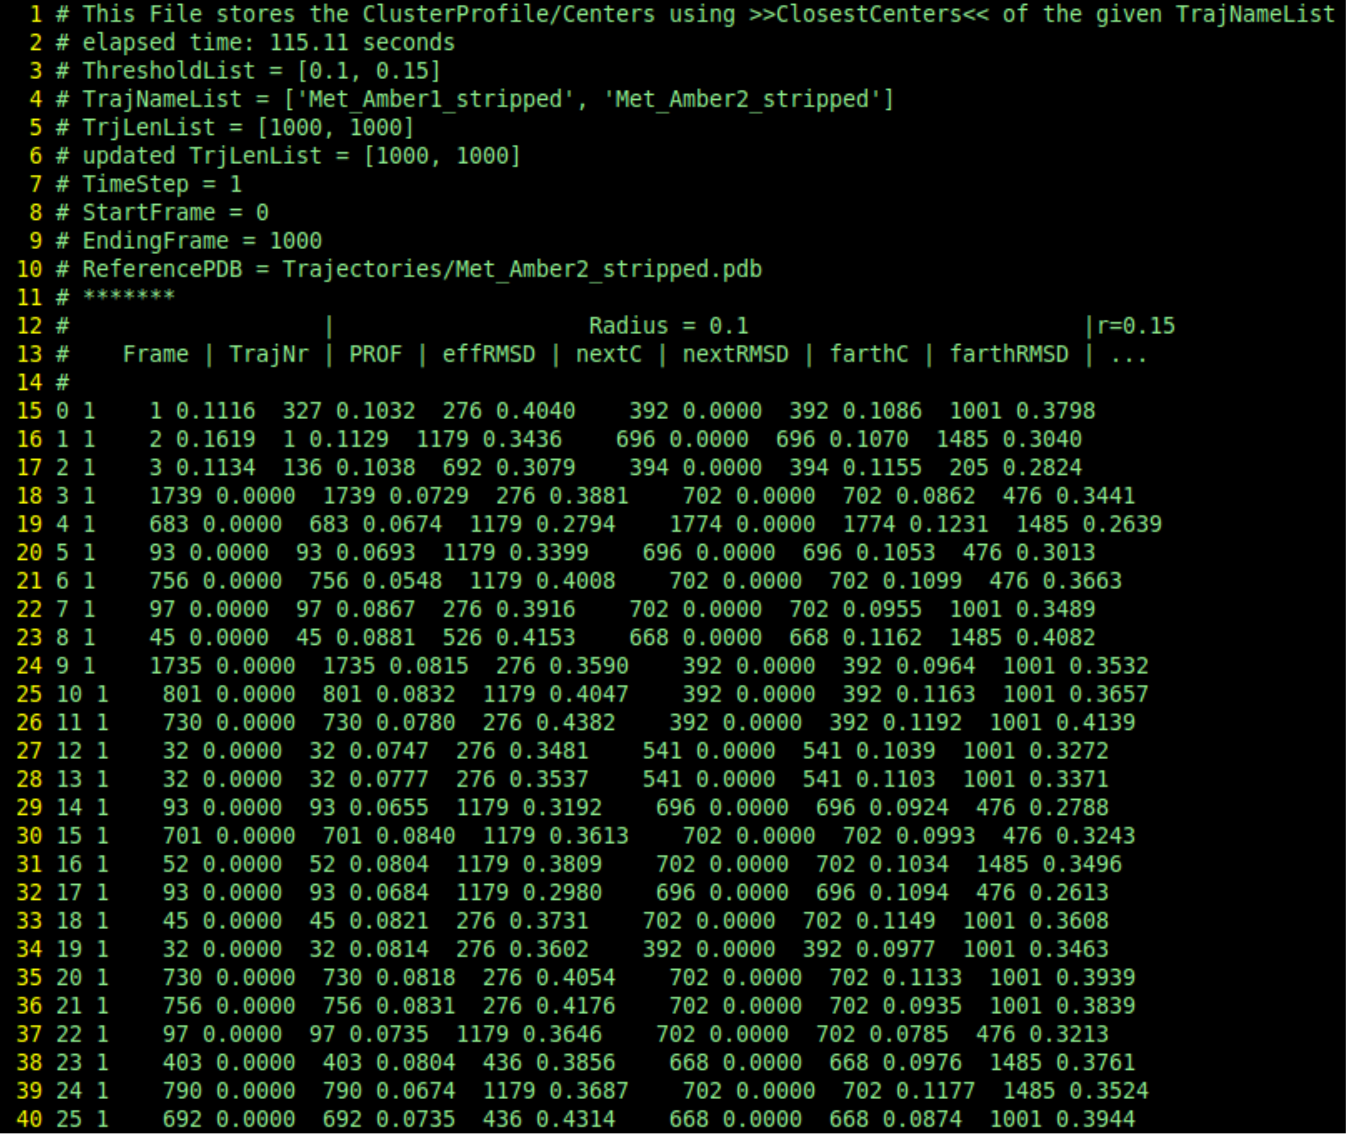 1 # This File stores the ClusterProfile/Centers using >>ClosestCenters<< of the given TrajNameList
2 # elapsed time: 115.11 seconds
3 # ThresholdList = [0.1, 0.15]
4 # TrajNameList = ['Met_Amber1_stripped', 'Met_Amber2_stripped']
5 # TrjLenList = [1000, 1000]
6 # updated TrjLenList = [1000, 1000]
7 # TimeStep = 1
8 # StartFrame = 0
9 # EndingFrame = 1000
10 # ReferencePDB = Trajectories/Met_Amber2_stripped.pdb
11 # *******
12 #                   |                   Radius = 0.1                         |r=0.15
13 #    Frame | TrajNr | PROF | effRMSD | nextC | nextRMSD | farthC | farthRMSD | ...
14 #
15 0 1    1 0.1116  327 0.1032  276 0.4040    392 0.0000  392 0.1086  1001 0.3798
16 1 1    2 0.1619  1 0.1129  1179 0.3436    696 0.0000  696 0.1070  1485 0.3040
17 2 1    3 0.1134  136 0.1038  692 0.3079    394 0.0000  394 0.1155  205 0.2824
18 3 1    1739 0.0000  1739 0.0729  276 0.3881    702 0.0000  702 0.0862  476 0.3441
19 4 1    683 0.0000  683 0.0674  1179 0.2794    1774 0.0000  1774 0.1231  1485 0.2639
20 5 1    93 0.0000  93 0.0693  1179 0.3399    696 0.0000  696 0.1053  476 0.3013
21 6 1    756 0.0000  756 0.0548  1179 0.4008    702 0.0000  702 0.1099  476 0.3663
22 7 1    97 0.0000  97 0.0867  276 0.3916    702 0.0000  702 0.0955  1001 0.3489
23 8 1    45 0.0000  45 0.0881  526 0.4153    668 0.0000  668 0.1162  1485 0.4082
24 9 1    1735 0.0000  1735 0.0815  276 0.3590    392 0.0000  392 0.0964  1001 0.3532
25 10 1    801 0.0000  801 0.0832  1179 0.4047    392 0.0000  392 0.1163  1001 0.3657
26 11 1    730 0.0000  730 0.0780  276 0.4382    392 0.0000  392 0.1192  1001 0.4139
27 12 1    32 0.0000  32 0.0747  276 0.3481    541 0.0000  541 0.1039  1001 0.3272
28 13 1    32 0.0000  32 0.0777  276 0.3537    541 0.0000  541 0.1103  1001 0.3371
29 14 1    93 0.0000  93 0.0655  1179 0.3192    696 0.0000  696 0.0924  476 0.2788
30 15 1    701 0.0000  701 0.0840  1179 0.3613    702 0.0000  702 0.0993  476 0.3243
31 16 1    52 0.0000  52 0.0804  1179 0.3809    702 0.0000  702 0.1034  1485 0.3496
32 17 1    93 0.0000  93 0.0684  1179 0.2980    696 0.0000  696 0.1094  476 0.2613
33 18 1    45 0.0000  45 0.0821  276 0.3731    702 0.0000  702 0.1149  1001 0.3608
34 19 1    32 0.0000  32 0.0814  276 0.3602    392 0.0000  392 0.0977  1001 0.3463
35 20 1    730 0.0000  730 0.0818  276 0.4054    702 0.0000  702 0.1133  1001 0.3939
36 21 1    756 0.0000  756 0.0831  276 0.4176    702 0.0000  702 0.0935  1001 0.3839
37 22 1    97 0.0000  97 0.0735  1179 0.3646    702 0.0000  702 0.0785  476 0.3213
38 23 1    403 0.0000  403 0.0804  436 0.3856    668 0.0000  668 0.0976  1485 0.3761
39 24 1    790 0.0000  790 0.0674  1179 0.3687    702 0.0000  702 0.1177  1485 0.3524
40 25 1    692 0.0000  692 0.0735  436 0.4314    668 0.0000  668 0.0874  1001 0.3944